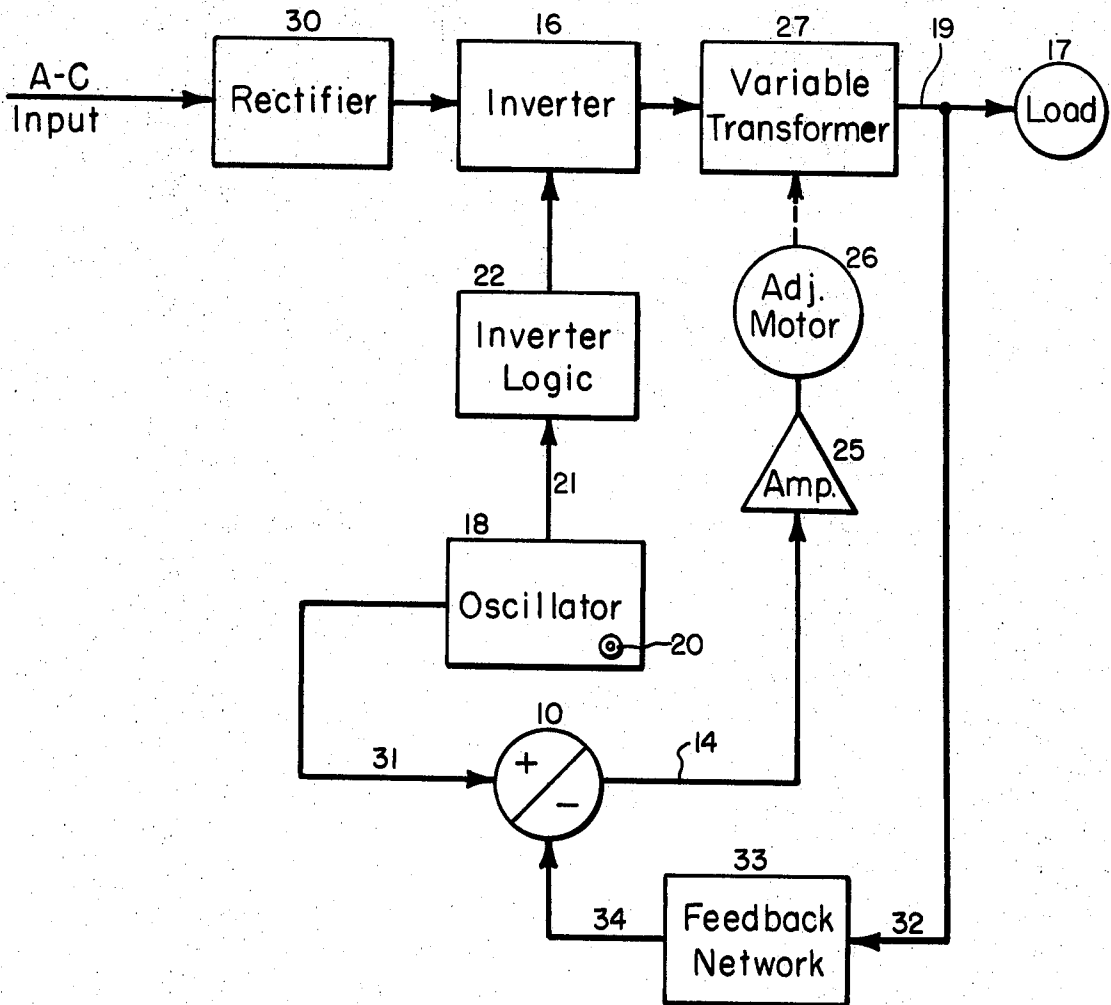 30
16
27
19
17
A-C
Input
Rectifier
Inverter
Variable
Transformer
Load
22
Inverter
Logic
26
Adj.
Motor
25
Amp.
21
18
Oscillator
20
10
+
-
31
14
33
Feedback
Network
34
32